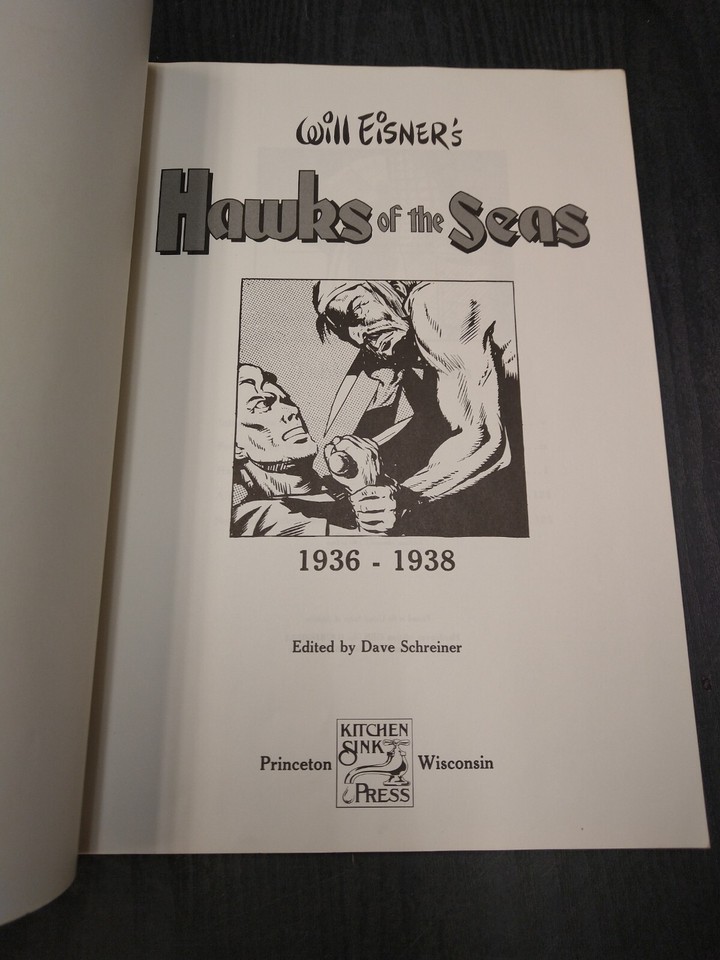 Will EiSNER's
Hawks of the Seas
1936 - 1938
Edited by Dave Schreiner
KITCHEN
SINK
PRESS
Princeton Wisconsin